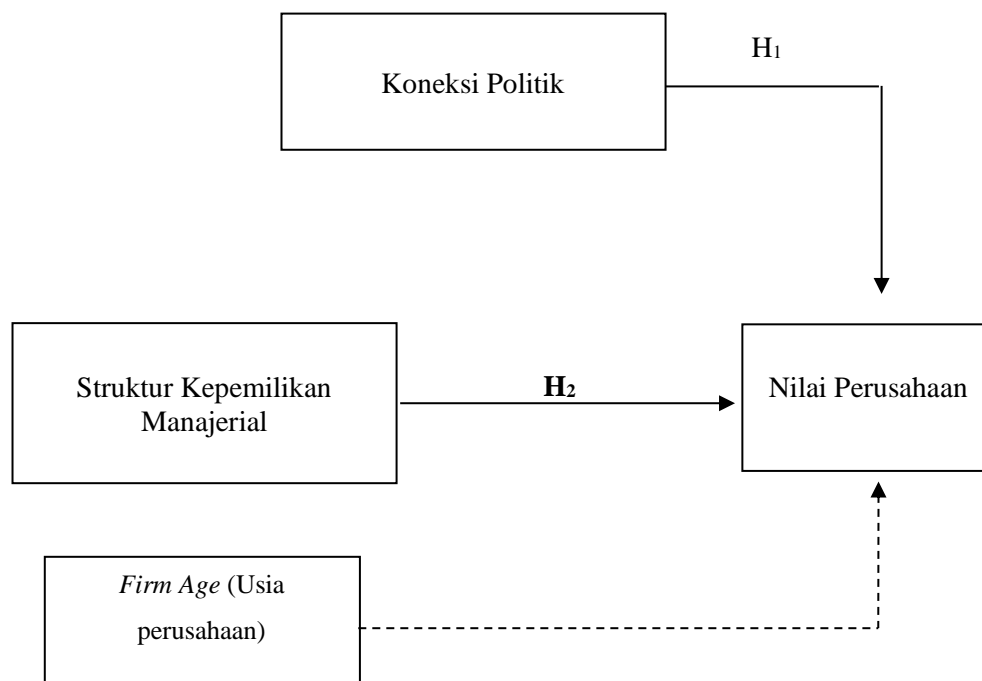 H1
Koneksi Politik
Struktur Kepemilikan
Manajerial
H2
Nilai Perusahaan
Firm Age (Usia
perusahaan)